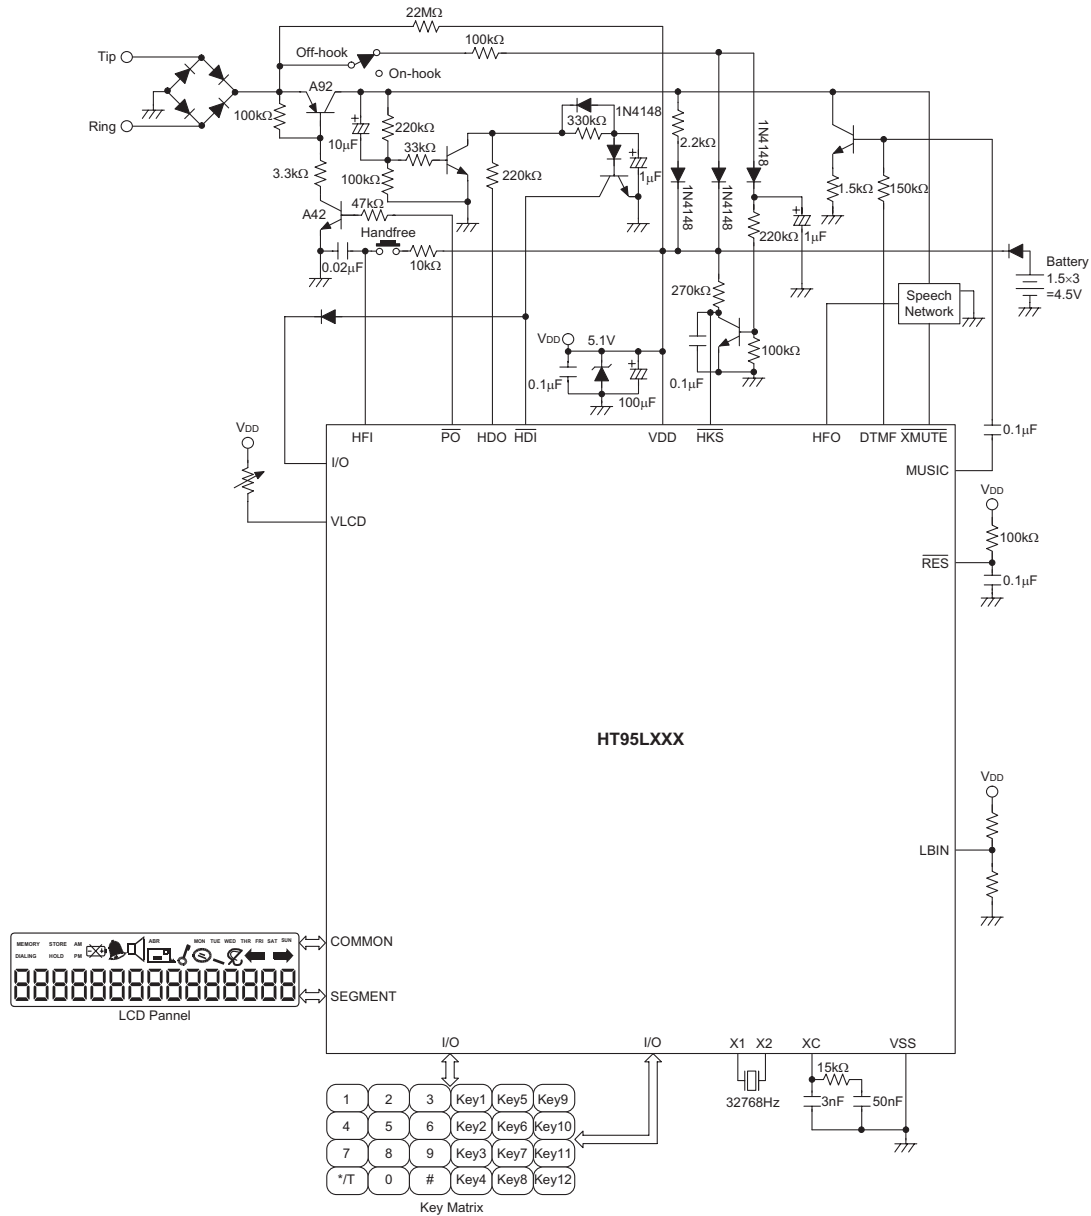 22MΩ
Off-hook
100kΩ
Tip
On-hook
A92
100kΩ
Ring
10μF
220kΩ
33kΩ
330kΩ
1N4148
1μF
2.2kΩ
1N4148
1N4148
1N4148
3.3kΩ
100kΩ
220kΩ
1.5kΩ
150kΩ
A42
47kΩ
Handfree
0.02μF
10kΩ
220kΩ
1μF
Battery
1.5×3
=4.5V
270kΩ
Speech
Network
VDD
5.1V
100kΩ
0.1μF
100μF
0.1μF
VDD
HFI
PO
HDO
HDI
VDD
HKS
HFO
DTMF
XMUTE
0.1μF
I/O
MUSIC
VDD
VLCD
100kΩ
RES
0.1μF
HT95LXXX
VDD
LBIN
MEMORY STORE AM ABR MON TUE WED THR FRI SAT SUN
DIALING HOLD PM
COMMON
88888888888888888
SEGMENT
LCD Pannel
I/O
I/O
X1 X2
XC
VSS
15kΩ
3nF
50nF
32768Hz
1 2 3 Key1 Key5 Key9
4 5 6 Key2 Key6 Key10
7 8 9 Key3 Key7 Key11
*/T 0 # Key4 Key8 Key12
Key Matrix